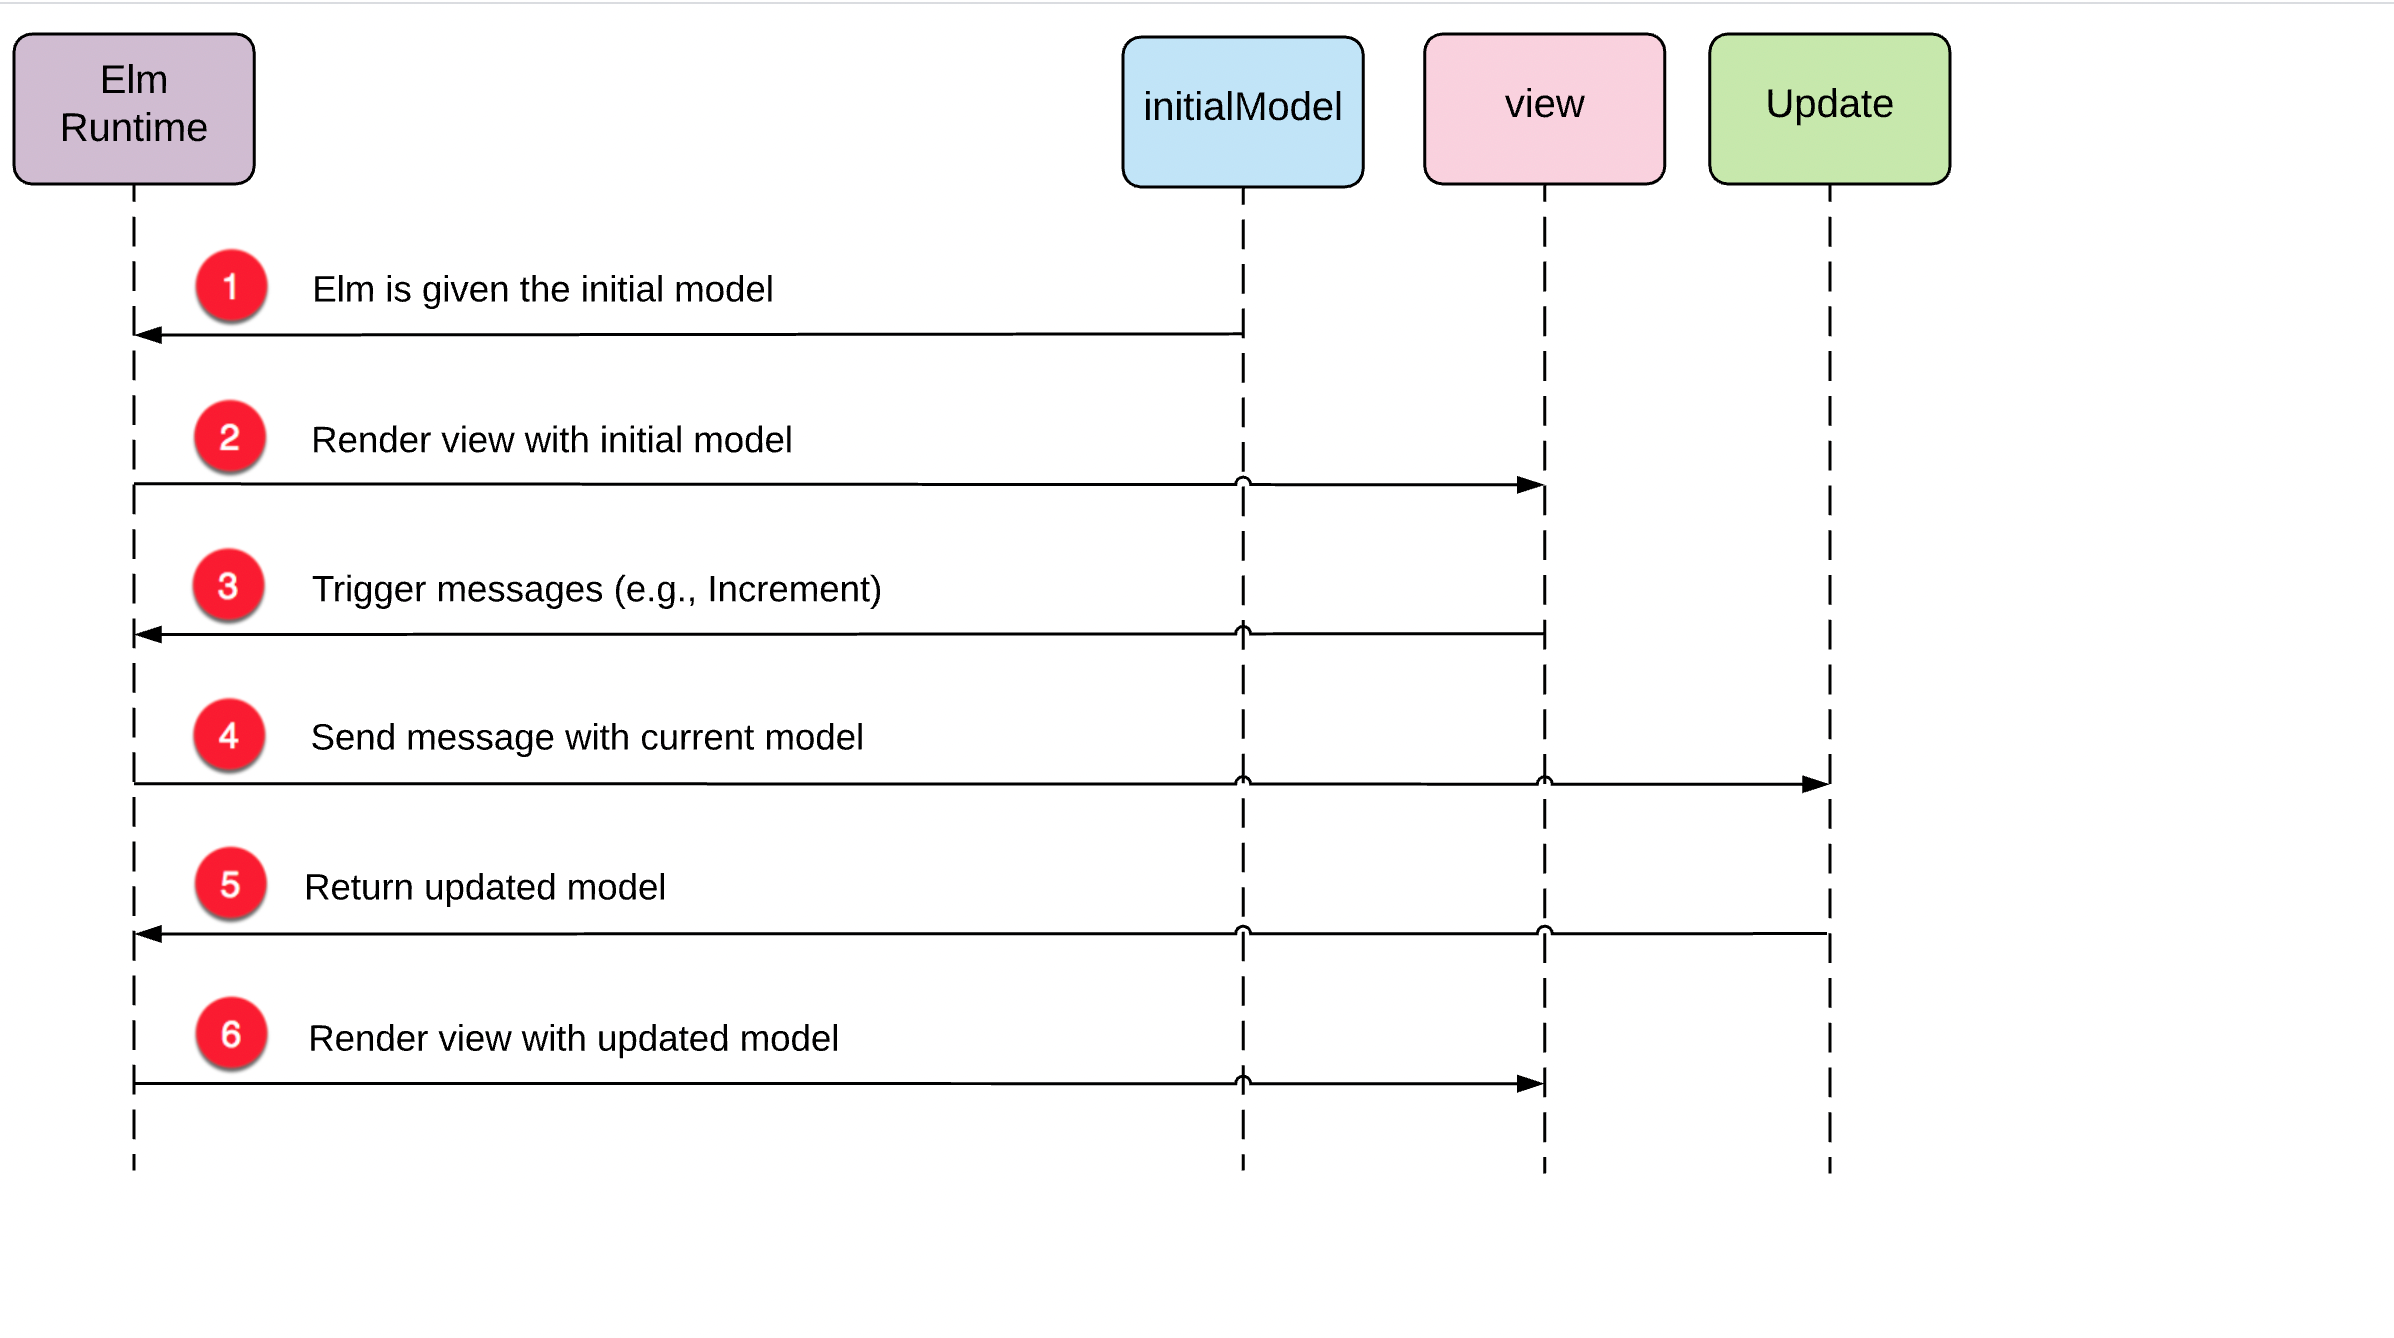 Elm
Runtime
initialModel
view
Update
1 Elm is given the initial model
2 Render view with initial model
3 Trigger messages (e.g., Increment)
4 Send message with current model
5 Return updated model
6 Render view with updated model